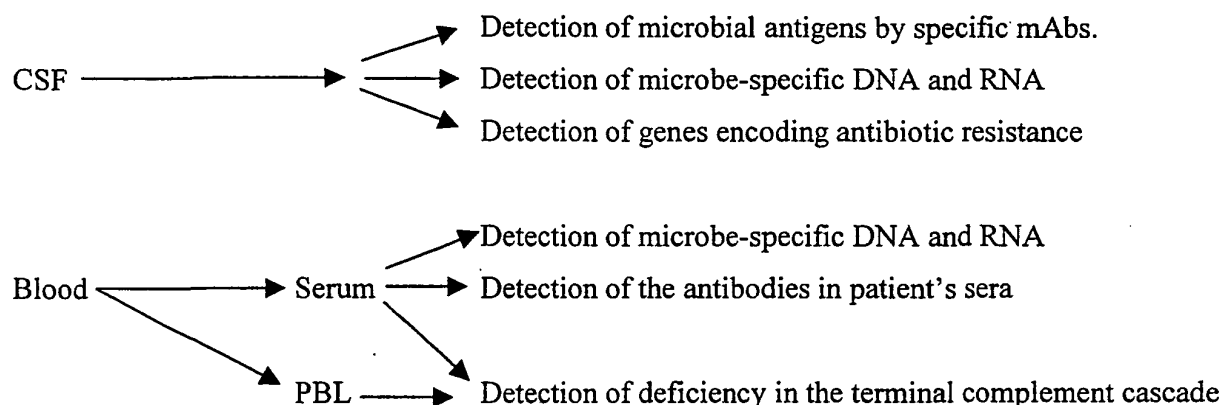 Detection of microbial antigens by specific mAbs.
CSF
Detection of microbe-specific DNA and RNA
Detection of genes encoding antibiotic resistance
Detection of microbe-specific DNA and RNA
Blood
Serum
Detection of the antibodies in patient's sera
PBL
Detection of deficiency in the terminal complement cascade